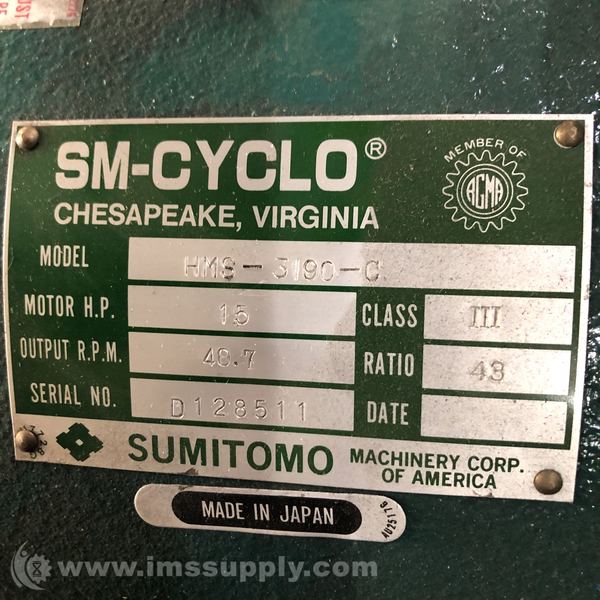 SM-CYCLO®
CHESAPEAKE, VIRGINIA
MEMBER OF
AGMA
MODEL HMS-3190-C
MOTOR H.P. 15 CLASS III
OUTPUT R.P.M. 40.7 RATIO 43
SERIAL NO. D128511 DATE
SUMITOMO MACHINERY CORP.
OF AMERICA
MADE IN JAPAN
4D25176
www.imssupply.com